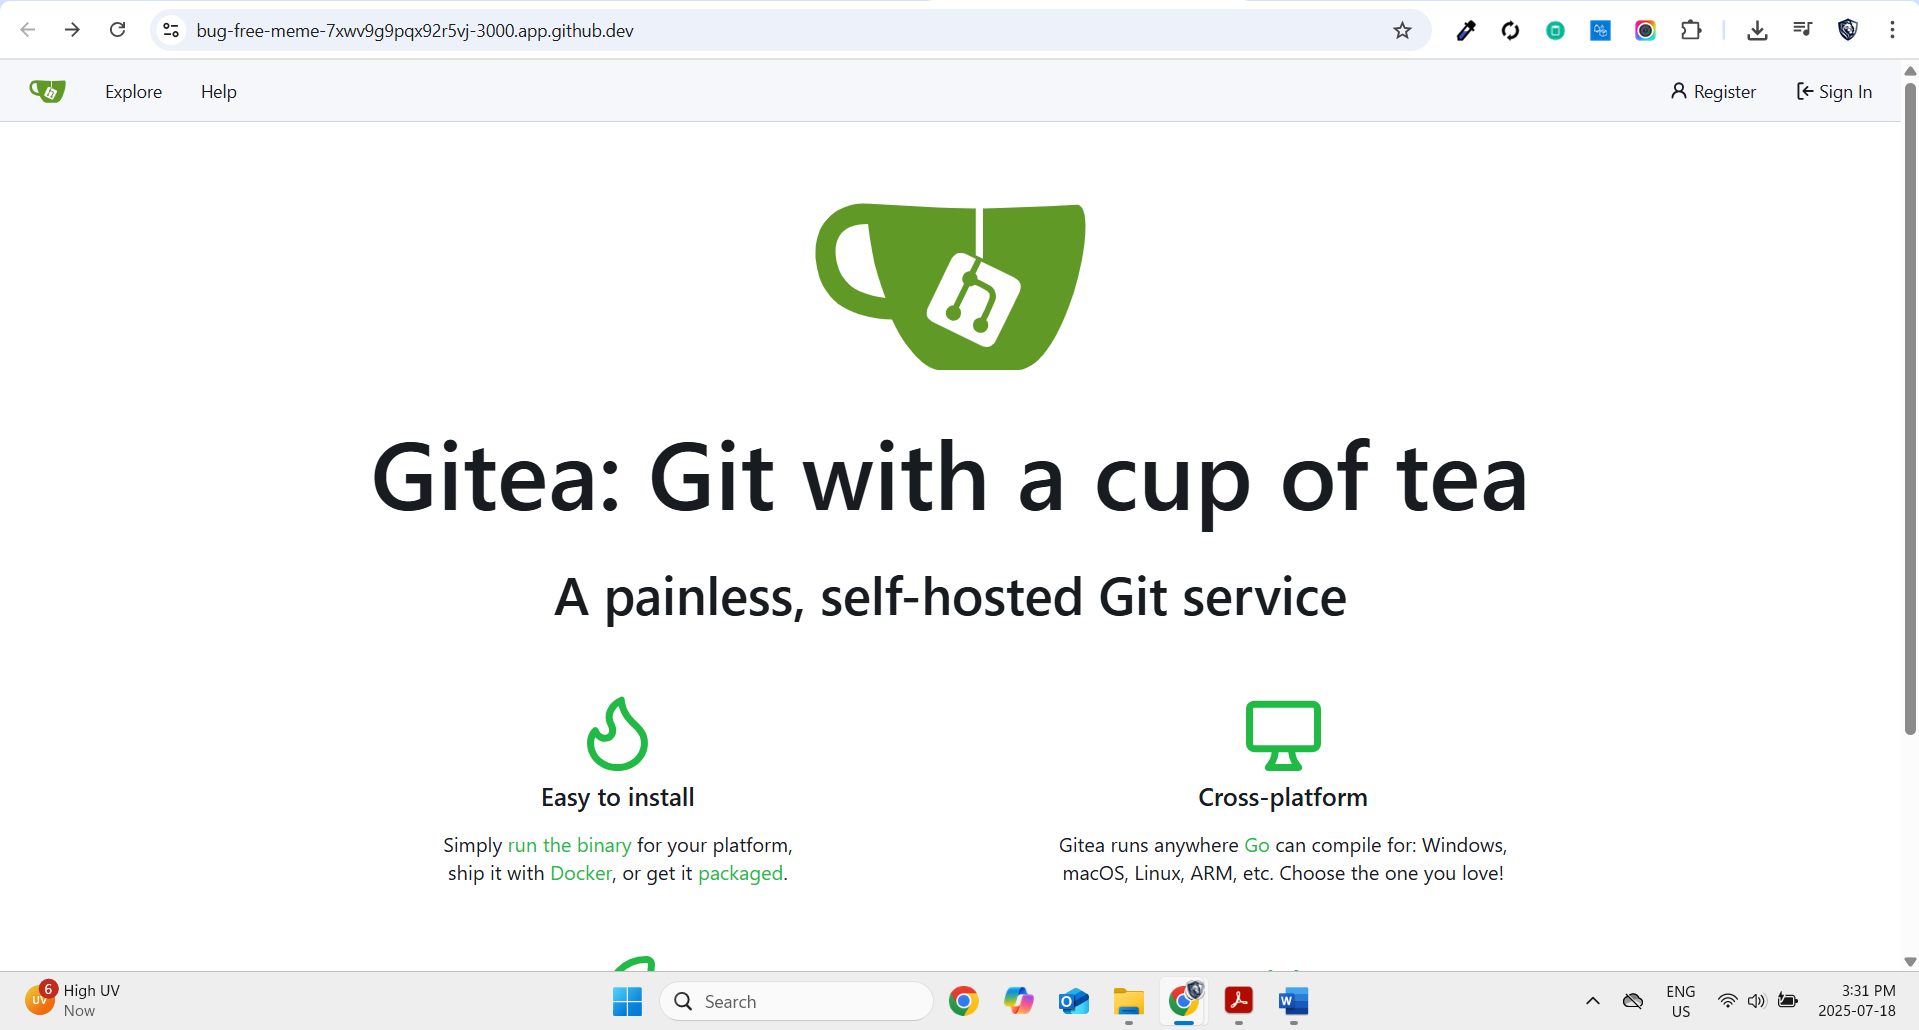 bug-free-meme-7xwv9g9pqx92r5vj-3000.app.github.dev
Explore Help Register Sign In
Gitea: Git with a cup of tea
A painless, self-hosted Git service
Easy to install
Simply run the binary for your platform,
ship it with Docker, or get it packaged.
Cross-platform
Gitea runs anywhere Go can compile for: Windows,
macOS, Linux, ARM, etc. Choose the one you love!
UV 6
High UV
Now
Search
ENG
US
3:31 PM
2025-07-18